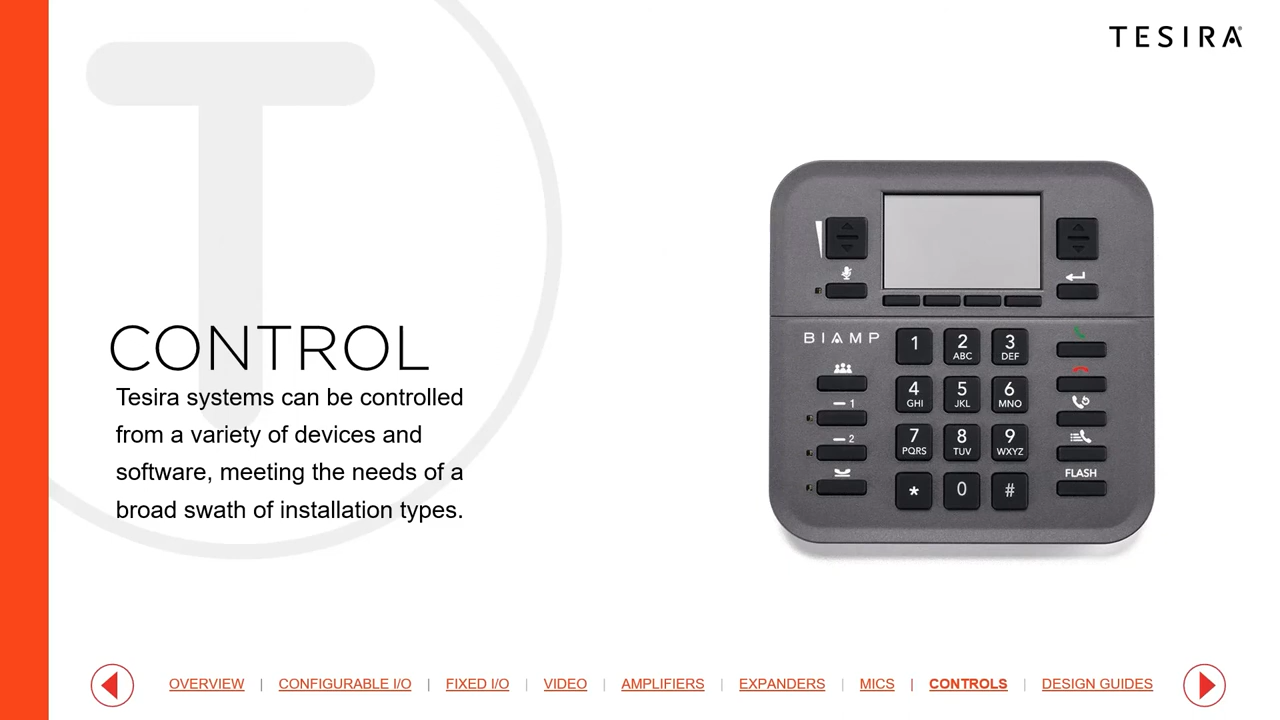 TESIRA
CONTROL
Tesira systems can be controlled
from a variety of devices and
software, meeting the needs of a
broad swath of installation types.
BIAMP
1
2
ABC
3
DEF
4
GHI
5
JKL
6
MNO
7
PQRS
8
TUV
9
WXYZ
*
0
#
1
2
FLASH
OVERVIEW | CONFIGURABLE I/O | FIXED I/O | VIDEO | AMPLIFIERS | EXPANDERS | MICS | CONTROLS | DESIGN GUIDES